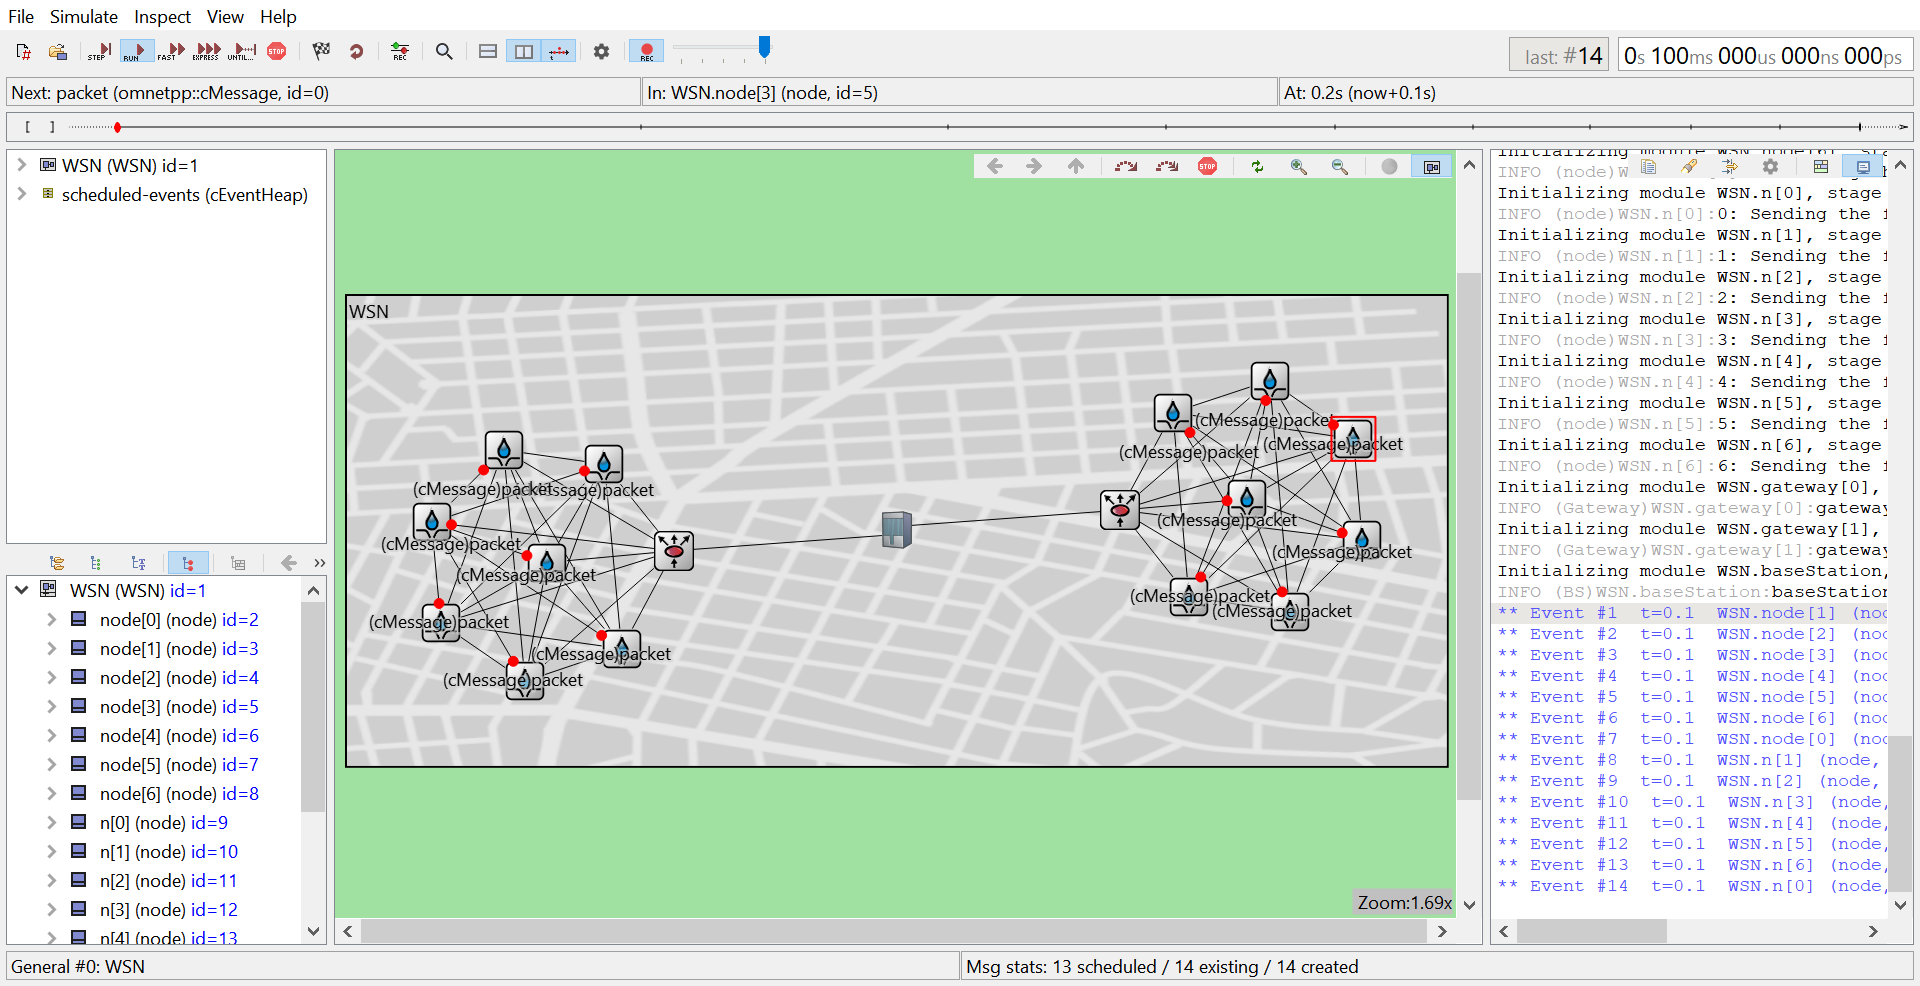 File Simulate Inspect View Help
STEP RUN FAST EXPRESS UNTIL... STOP REC REC
last: #14
0s 100ms 000us 000ns 000ps
Next: packet (omnetpp::cMessage, id=0)
In: WSN.node[3] (node, id=5)
At: 0.2s (now+0.1s)
[ ]
WSN (WSN) id=1
scheduled-events (cEventHeap)
WSN (WSN) id=1
node[0] (node) id=2
node[1] (node) id=3
node[2] (node) id=4
node[3] (node) id=5
node[4] (node) id=6
node[5] (node) id=7
node[6] (node) id=8
n[0] (node) id=9
n[1] (node) id=10
n[2] (node) id=11
n[3] (node) id=12
n[4] (node) id=13
STOP
WSN
(cMessage)packet
(cMessage)packet
(cMessage)packet
(cMessage)packet
(cMessage)packet
(cMessage)packet
(cMessage)packet
(cMessage)packet
(cMessage)packet
(cMessage)packet
(cMessage)packet
(cMessage)packet
(cMessage)packet
Zoom:1.69x
INFO (node)W
Initializing module WSN.n[0], stage
INFO (node)WSN.n[0]:0: Sending the
Initializing module WSN.n[1], stage
INFO (node)WSN.n[1]:1: Sending the
Initializing module WSN.n[2], stage
INFO (node)WSN.n[2]:2: Sending the
Initializing module WSN.n[3], stage
INFO (node)WSN.n[3]:3: Sending the
Initializing module WSN.n[4], stage
INFO (node)WSN.n[4]:4: Sending the
Initializing module WSN.n[5], stage
INFO (node)WSN.n[5]:5: Sending the
Initializing module WSN.n[6], stage
INFO (node)WSN.n[6]:6: Sending the
Initializing module WSN.gateway[0],
INFO (Gateway)WSN.gateway[0]:gateway
Initializing module WSN.gateway[1],
INFO (Gateway)WSN.gateway[1]:gateway
Initializing module WSN.baseStation,
INFO (BS)WSN.baseStation:baseStation
** Event #1 t=0.1 WSN.node[1] (no
** Event #2 t=0.1 WSN.node[2] (no
** Event #3 t=0.1 WSN.node[3] (no
** Event #4 t=0.1 WSN.node[4] (no
** Event #5 t=0.1 WSN.node[5] (no
** Event #6 t=0.1 WSN.node[6] (no
** Event #7 t=0.1 WSN.node[0] (no
** Event #8 t=0.1 WSN.n[1] (node,
** Event #9 t=0.1 WSN.n[2] (node,
** Event #10 t=0.1 WSN.n[3] (node,
** Event #11 t=0.1 WSN.n[4] (node,
** Event #12 t=0.1 WSN.n[5] (node,
** Event #13 t=0.1 WSN.n[6] (node,
** Event #14 t=0.1 WSN.n[0] (node,
General #0: WSN
Msg stats: 13 scheduled / 14 existing / 14 created